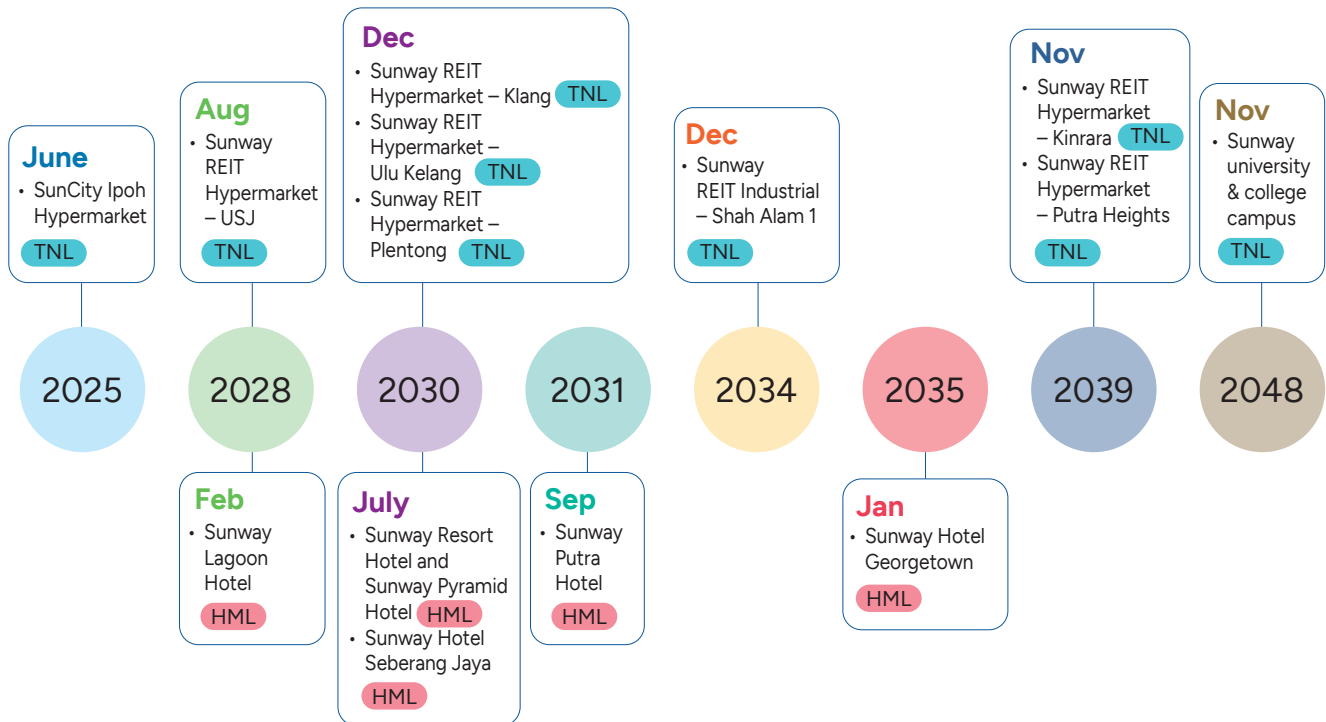 June
• SunCity Ipoh
Hypermarket
TNL
Aug
• Sunway
REIT
Hypermarket
– USJ
TNL
Dec
• Sunway REIT
Hypermarket – Klang TNL
• Sunway REIT
Hypermarket –
Ulu Kelang TNL
• Sunway REIT
Hypermarket –
Plentong TNL
Dec
• Sunway
REIT Industrial
– Shah Alam 1
TNL
Nov
• Sunway REIT
Hypermarket
– Kinrara TNL
• Sunway REIT
Hypermarket
– Putra Heights
TNL
Nov
• Sunway
university
& college
campus
TNL
2025
2028
2030
2031
2034
2035
2039
2048
Feb
• Sunway
Lagoon
Hotel
HML
July
• Sunway Resort
Hotel and
Sunway Pyramid
Hotel HML
• Sunway Hotel
Seberang Jaya
HML
Sep
• Sunway
Putra
Hotel
HML
Jan
• Sunway Hotel
Georgetown
HML